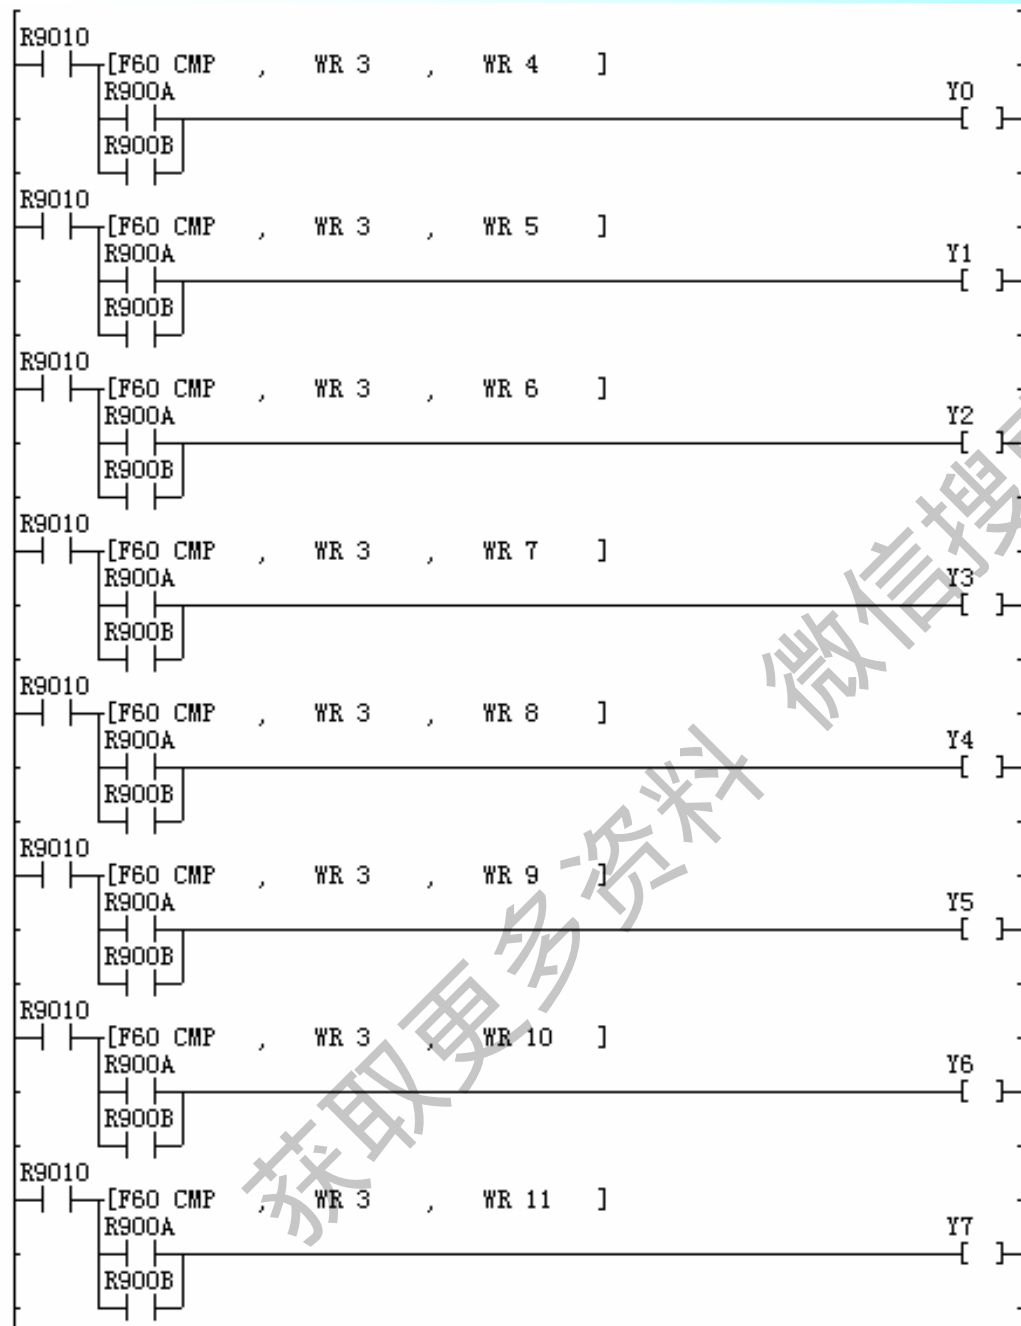 R9010
[F60 CMP , WR 3 , WR 4 ]
R900A Y0
[ ]
R900B
R9010
[F60 CMP , WR 3 , WR 5 ]
R900A Y1
[ ]
R900B
R9010
[F60 CMP , WR 3 , WR 6 ]
R900A Y2
[ ]
R900B
R9010
[F60 CMP , WR 3 , WR 7 ]
R900A Y3
[ ]
R900B
R9010
[F60 CMP , WR 3 , WR 8 ]
R900A Y4
[ ]
R900B
R9010
[F60 CMP , WR 3 , WR 9 ]
R900A Y5
[ ]
R900B
R9010
[F60 CMP , WR 3 , WR 10 ]
R900A Y6
[ ]
R900B
R9010
[F60 CMP , WR 3 , WR 11 ]
R900A Y7
[ ]
R900B
获取更多资料 微信搜